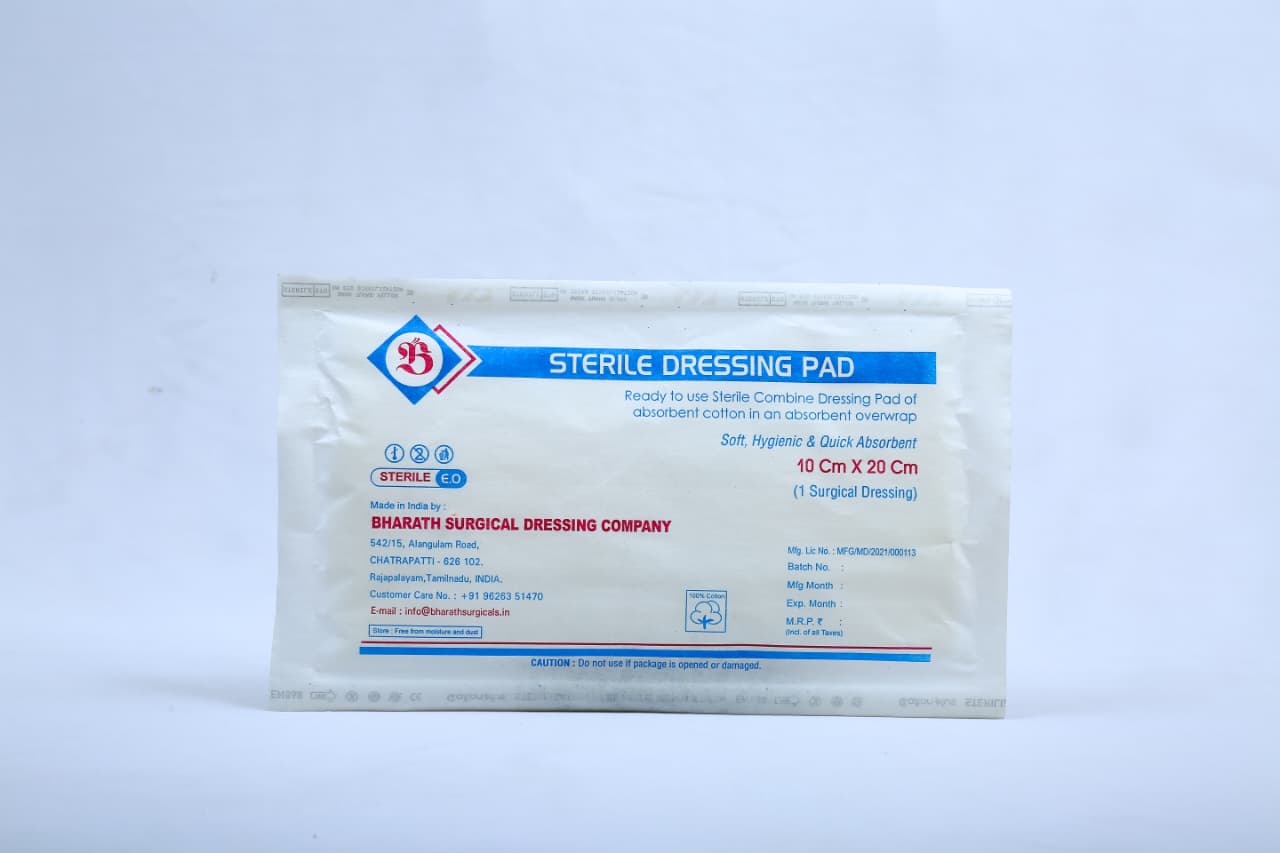 B
STERILE DRESSING PAD
Ready to use Sterile Combine Dressing Pad of
absorbent cotton in an absorbent overwrap
Soft, Hygienic & Quick Absorbent
10 Cm X 20 Cm
(1 Surgical Dressing)
STERILE E.O
Made in India by :
BHARATH SURGICAL DRESSING COMPANY
542/15, Alangulam Road,
CHATRAPATTI - 626 102.
Rajapalayam,Tamilnadu, INDIA.
Customer Care No. : +91 96263 51470
E-mail : info@bharathsurgicals.in
Store : Free from moisture and dust
100% Cotton
Mfg. Lic No. : MFG/MD/2021/000113
Batch No. :
Mfg Month :
Exp. Month :
M.R.P. ₹ :
(Incl. of all Taxes)
CAUTION : Do not use if package is opened or damaged.